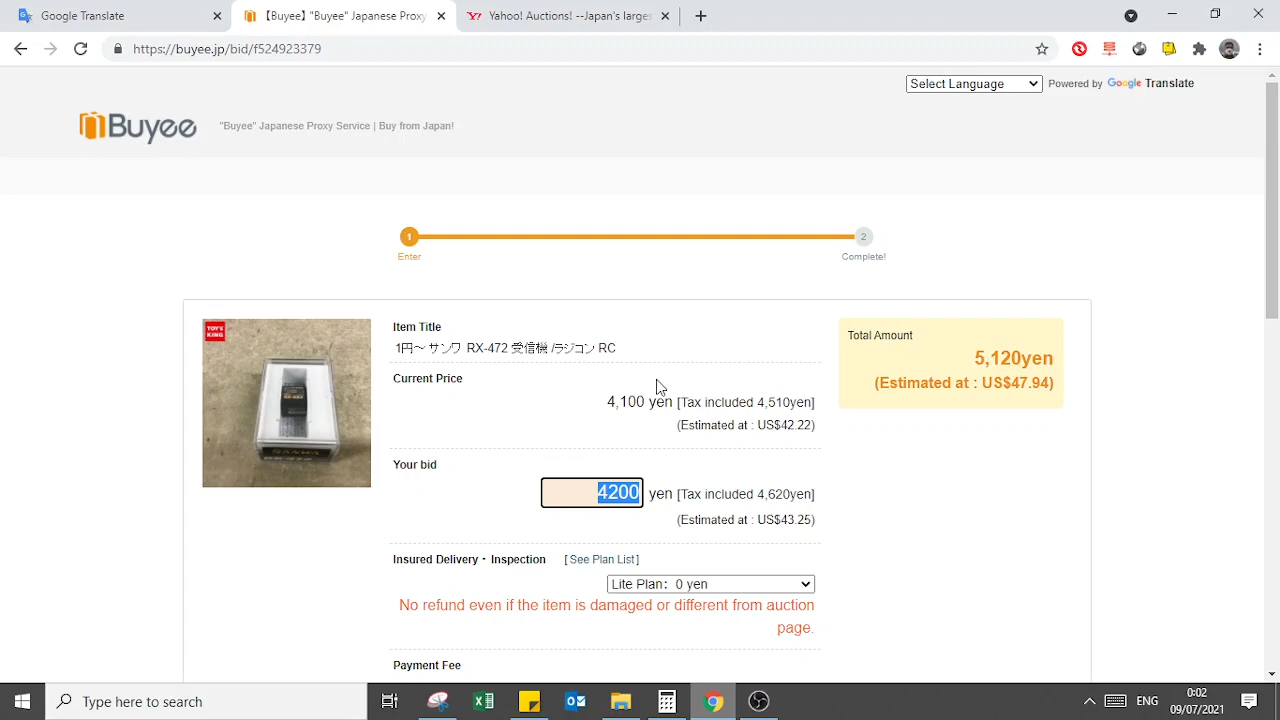 Google Translate
【Buyee】 "Buyee" Japanese Proxy
Yahoo! Auctions! --Japan's larges
https://buyee.jp/bid/f524923379
Select Language
Powered by Google Translate
Buyee
"Buyee" Japanese Proxy Service | Buy from Japan!
1
2
Enter
Complete!
TOY'S KING
Item Title
1円〜 サンワ RX-472 受信機 /ラジコン RC
Total Amount
5,120yen
(Estimated at : US$47.94)
Current Price
4,100 yen [Tax included 4,510yen]
(Estimated at : US$42.22)
SANWA
Your bid
4200 yen [Tax included 4,620yen]
(Estimated at : US$43.25)
Insured Delivery・Inspection [ See Plan List ]
Lite Plan：0 yen
No refund even if the item is damaged or different from auction
page.
Payment Fee
Type here to search
ENG
0:02
09/07/2021